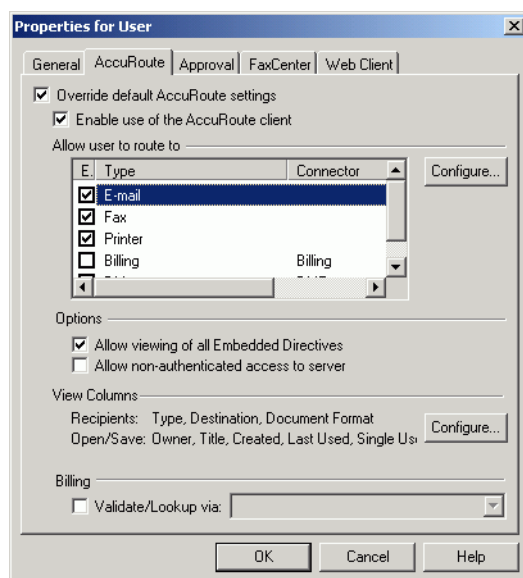 Properties for User
General AccuRoute Approval FaxCenter Web Client
Override default AccuRoute settings
Enable use of the AccuRoute client
Allow user to route to
E. Type Connector Configure...
E-mail
Fax
Printer
Billing Billing
Options
Allow viewing of all Embedded Directives
Allow non-authenticated access to server
View Columns
Recipients: Type, Destination, Document Format
Open/Save: Owner, Title, Created, Last Used, Single Us
Configure...
Billing
Validate/Lookup via:
OK Cancel Help